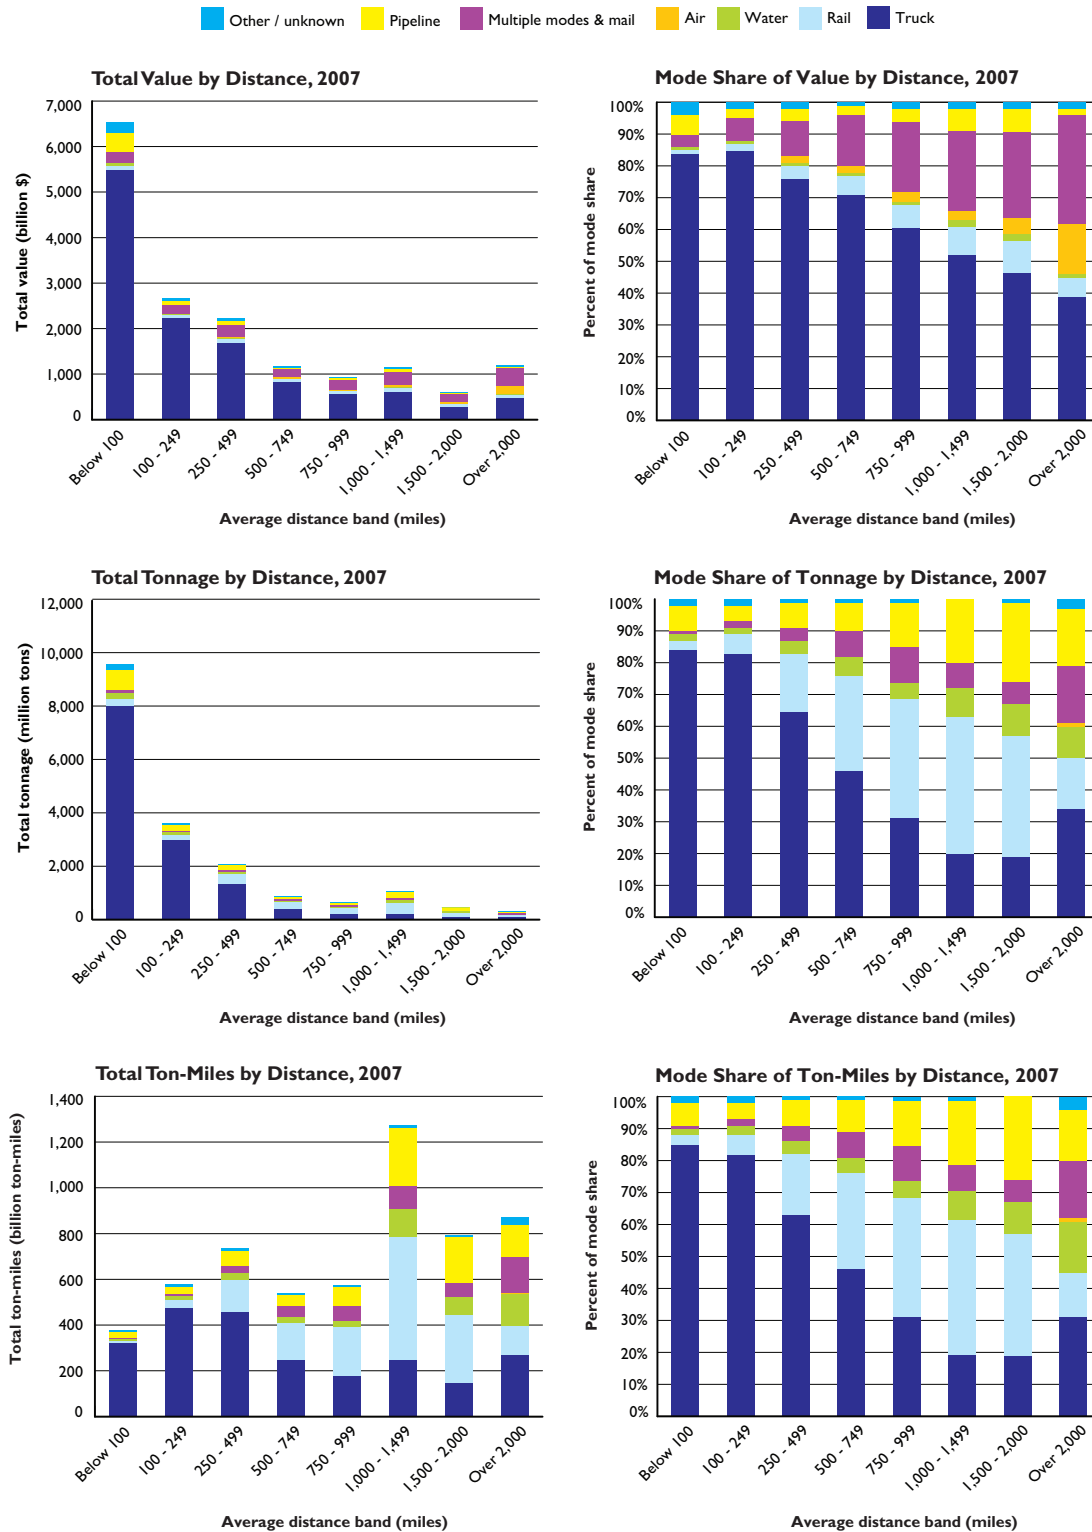 Other / unknown Pipeline Multiple modes & mail Air Water Rail Truck
Total Value by Distance, 2007
7,000
6,000
5,000
4,000
3,000
2,000
1,000
0
Total value (billion $)
Below 100
100 - 249
250 - 499
500 - 749
750 - 999
1,000 - 1,499
1,500 - 2,000
Over 2,000
Average distance band (miles)
Mode Share of Value by Distance, 2007
100%
90%
80%
70%
60%
50%
40%
30%
20%
10%
0%
Percent of mode share
Below 100
100 - 249
250 - 499
500 - 749
750 - 999
1,000 - 1,499
1,500 - 2,000
Over 2,000
Average distance band (miles)
Total Tonnage by Distance, 2007
12,000
10,000
8,000
6,000
4,000
2,000
0
Total tonnage (million tons)
Below 100
100 - 249
250 - 499
500 - 749
750 - 999
1,000 - 1,499
1,500 - 2,000
Over 2,000
Average distance band (miles)
Mode Share of Tonnage by Distance, 2007
100%
90%
80%
70%
60%
50%
40%
30%
20%
10%
0%
Percent of mode share
Below 100
100 - 249
250 - 499
500 - 749
750 - 999
1,000 - 1,499
1,500 - 2,000
Over 2,000
Average distance band (miles)
Total Ton-Miles by Distance, 2007
1,400
1,200
1,000
800
600
400
200
0
Total ton-miles (billion ton-miles)
Below 100
100 - 249
250 - 499
500 - 749
750 - 999
1,000 - 1,499
1,500 - 2,000
Over 2,000
Average distance band (miles)
Mode Share of Ton-Miles by Distance, 2007
100%
90%
80%
70%
60%
50%
40%
30%
20%
10%
0%
Percent of mode share
Below 100
100 - 249
250 - 499
500 - 749
750 - 999
1,000 - 1,499
1,500 - 2,000
Over 2,000
Average distance band (miles)